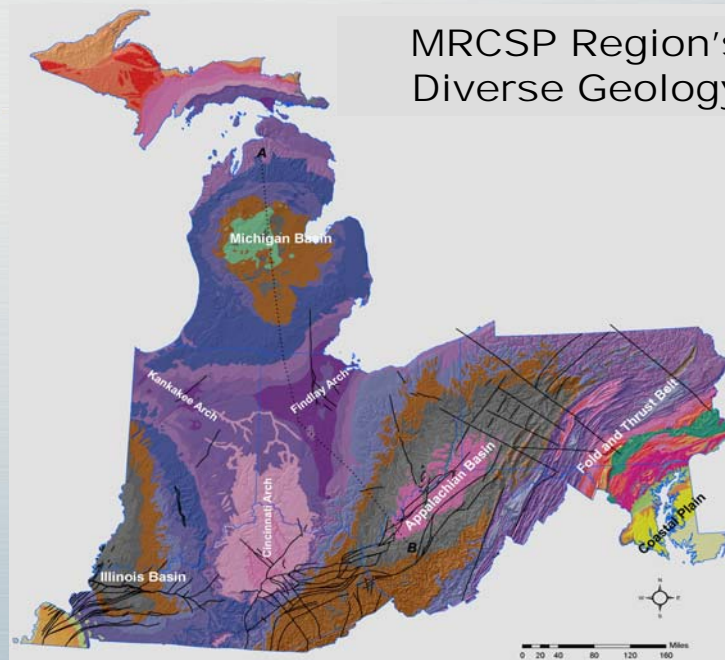 MRCSP Region's
Diverse Geology
A
Michigan Basin
Kankakee Arch
Findlay Arch
Cincinnati Arch
Appalachian Basin
Fold and Thrust Belt
Coastal Plain
B
Illinois Basin
N
W
E
S
Miles
0 20 40 80 120 160